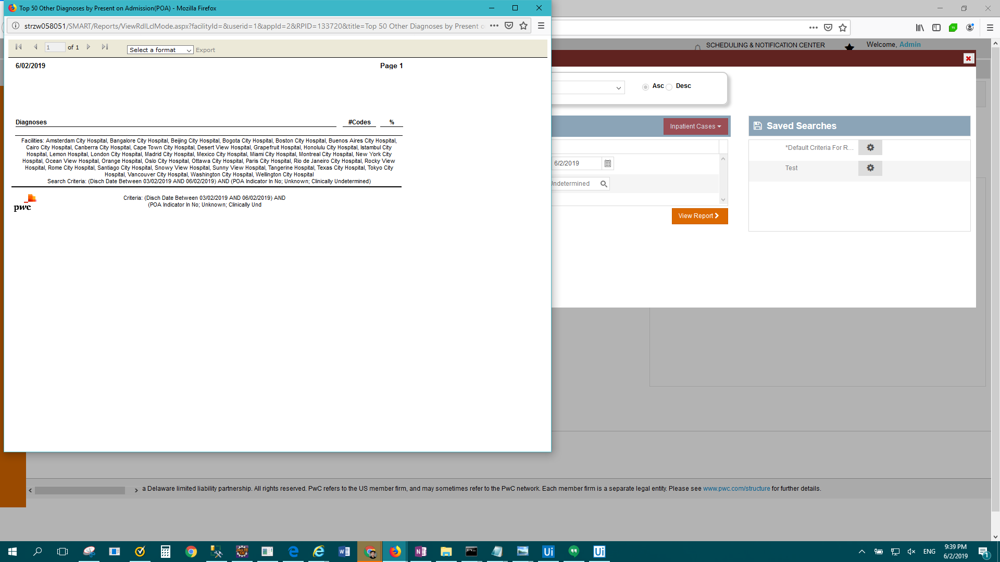 Top 50 Other Diagnoses by Present on Admission(POA) - Mozilla Firefox
strzw058051/SMART/Reports/ViewRdlLclMode.aspx?facilityId=&userid=1&appId=2&RPID=133720&title=Top 50 Other Diagnoses by Present o
1 of 1 Select a format Export
6/02/2019 Page 1
Diagnoses #Codes %
Facilities: Amsterdam City Hospital, Bangalore City Hospital, Beijing City Hospital, Bogota City Hospital, Boston City Hospital, Buenos Aires City Hospital,
Cairo City Hospital, Canberra City Hospital, Cape Town City Hospital, Desert View Hospital, Grapefruit Hospital, Honolulu City Hospital, Istambul City
Hospital, Lemon Hospital, London City Hospital, Madrid City Hospital, Mexico City Hospital, Miami City Hospital, Montreal City Hospital, New York City
Hospital, Ocean View Hospital, Orange Hospital, Oslo City Hospital, Ottawa City Hospital, Paris City Hospital, Rio de Janeiro City Hospital, Rocky View
Hospital, Rome City Hospital, Santiago City Hospital, Snowy View Hospital, Sunny View Hospital, Tangerine Hospital, Texas City Hospital, Tokyo City
Hospital, Vancouver City Hospital, Washington City Hospital, Wellington City Hospital
Search Criteria: (Disch Date Between 03/02/2019 AND 06/02/2019) AND (POA Indicator In No; Unknown; Clinically Undetermined)
pwc
Criteria: (Disch Date Between 03/02/2019 AND 06/02/2019) AND
(POA Indicator In No; Unknown; Clinically Und
SCHEDULING & NOTIFICATION CENTER
Welcome, Admin
Asc Desc
Inpatient Cases
6/2/2019
Undetermined
View Report
Saved Searches
*Default Criteria For R...
Test
a Delaware limited liability partnership. All rights reserved. PwC refers to the US member firm, and may sometimes refer to the PwC network. Each member firm is a separate legal entity. Please see www.pwc.com/structure for further details.
ENG
9:39 PM
6/2/2019
1